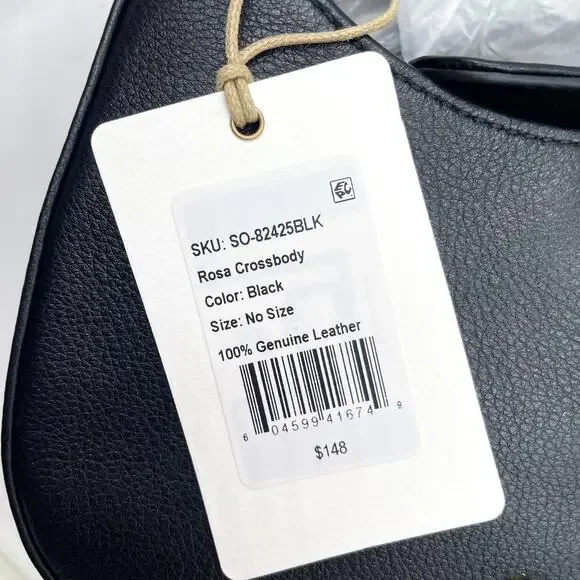 SKU: SO-82425BLK
Rosa Crossbody
Color: Black
Size: No Size
100% Genuine Leather
6 04599 41674 9
$148